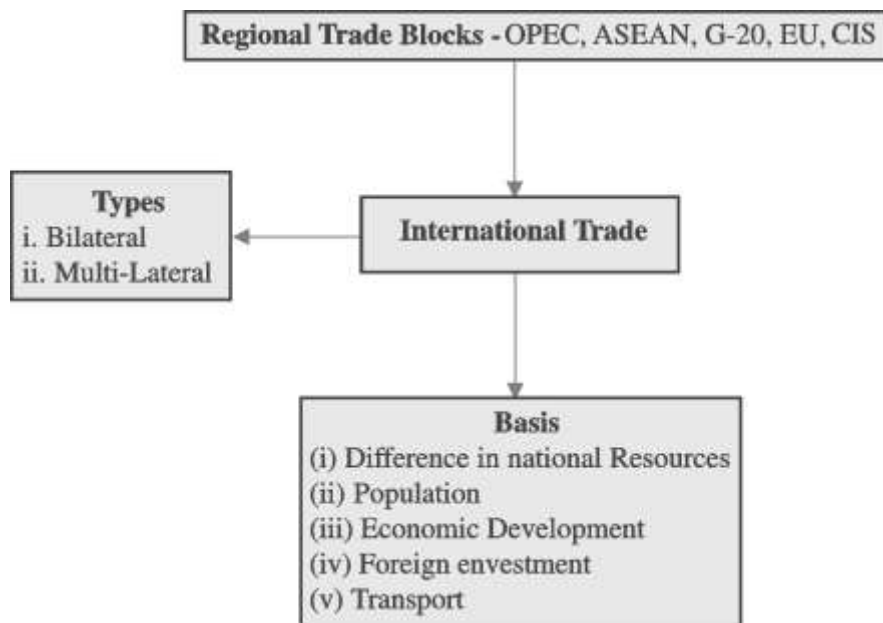 Regional Trade Blocks - OPEC, ASEAN, G-20, EU, CIS
Types
i. Bilateral
ii. Multi-Lateral
International Trade
Basis
(i) Difference in national Resources
(ii) Population
(iii) Economic Development
(iv) Foreign envestment
(v) Transport